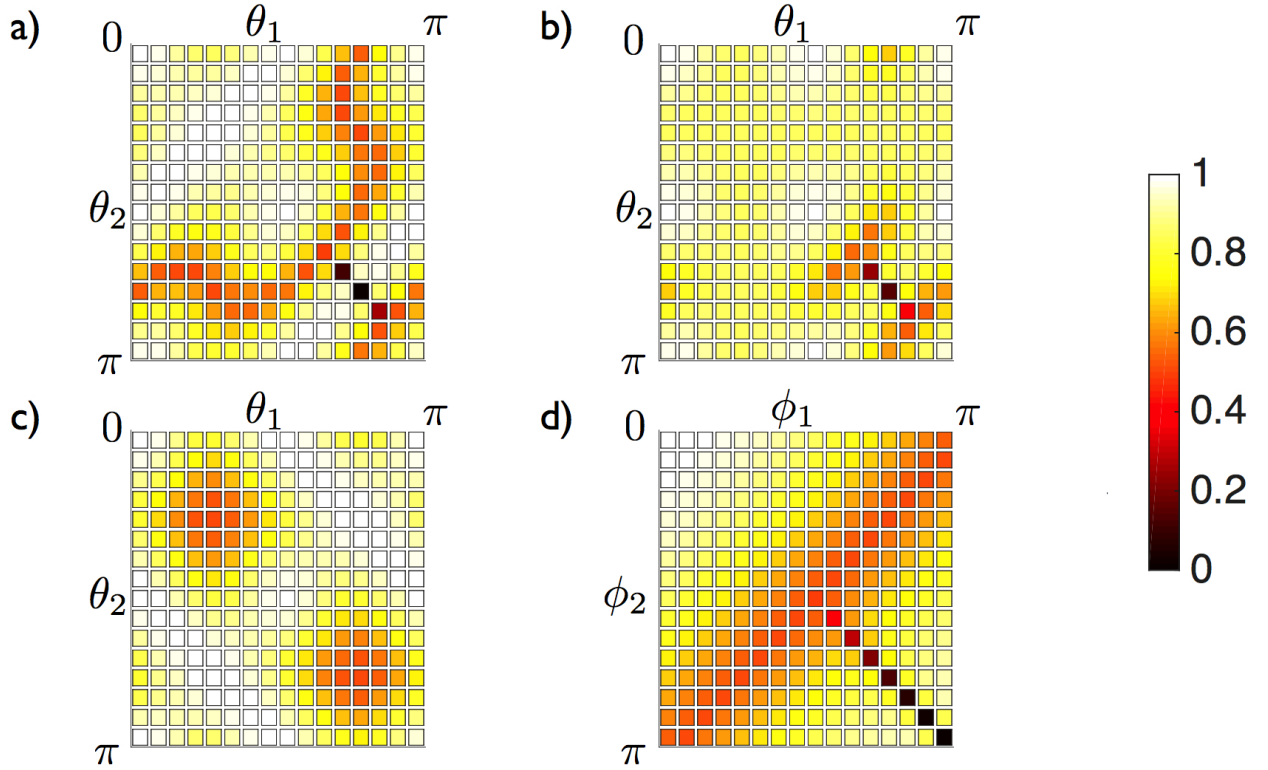 a) 0 θ₁ π
θ₂
π
b) 0 θ₁ π
θ₂
π
1
0.8
0.6
0.4
0.2
0
c) 0 θ₁ π
θ₂
π
d) 0 ϕ₁ π
ϕ₂
π